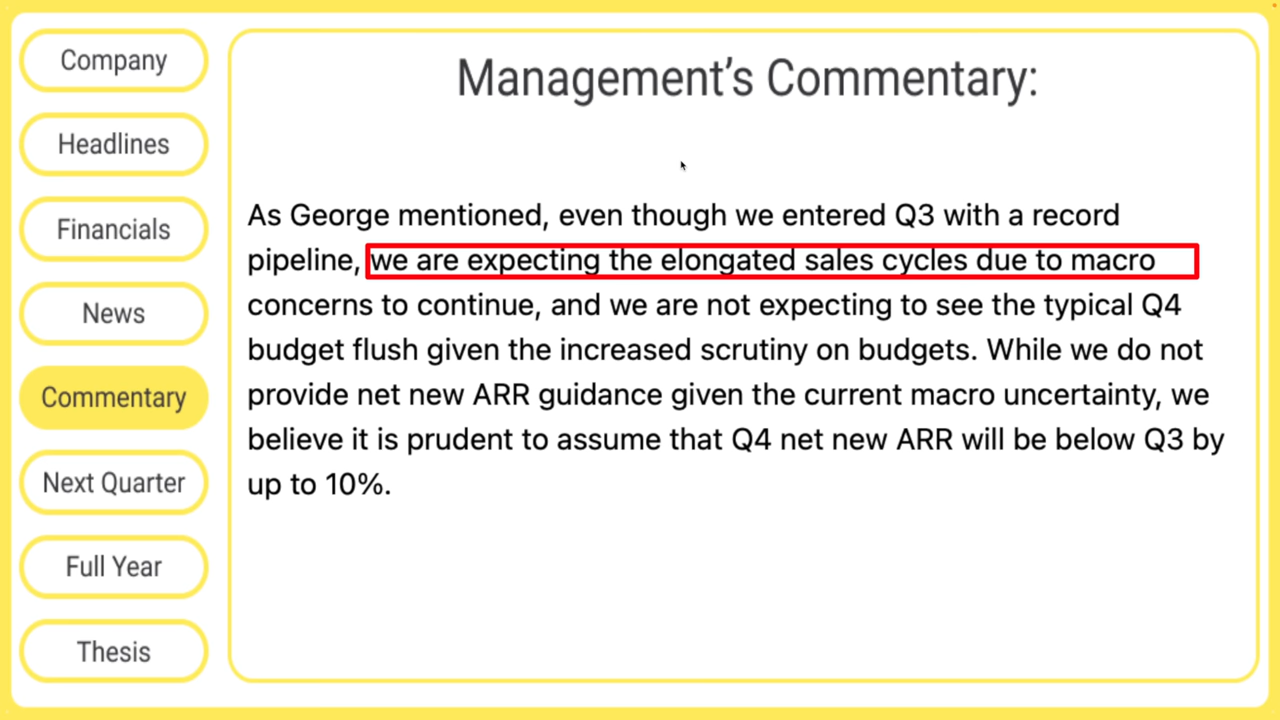 Company
Headlines
Financials
News
Commentary
Next Quarter
Full Year
Thesis
Management’s Commentary:
As George mentioned, even though we entered Q3 with a record
pipeline, we are expecting the elongated sales cycles due to macro
concerns to continue, and we are not expecting to see the typical Q4
budget flush given the increased scrutiny on budgets. While we do not
provide net new ARR guidance given the current macro uncertainty, we
believe it is prudent to assume that Q4 net new ARR will be below Q3 by
up to 10%.